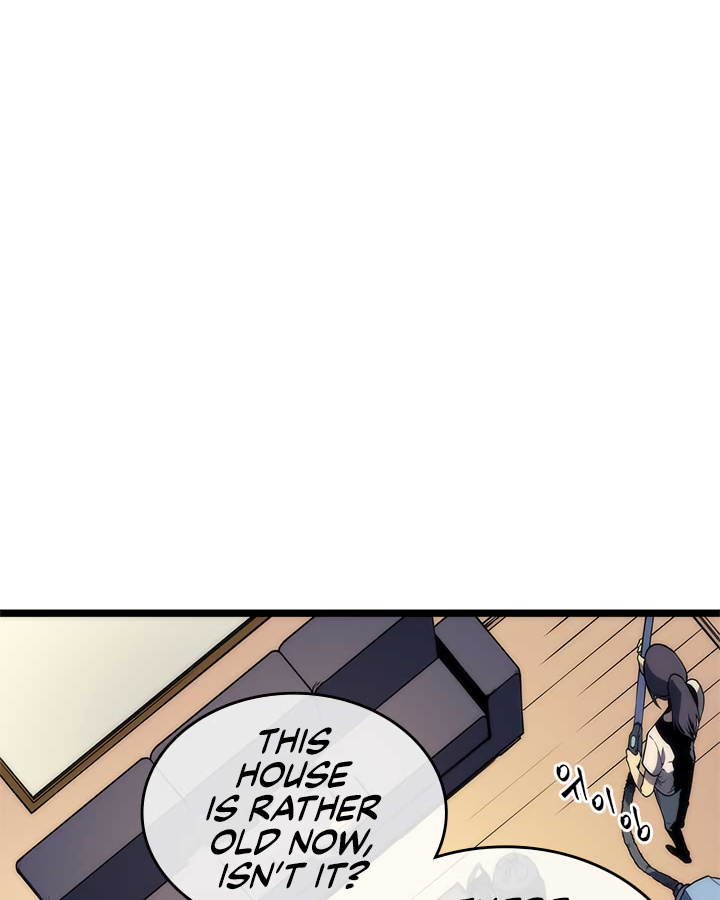 THIS
HOUSE
IS RATHER
OLD NOW,
ISN'T IT?
위이잉